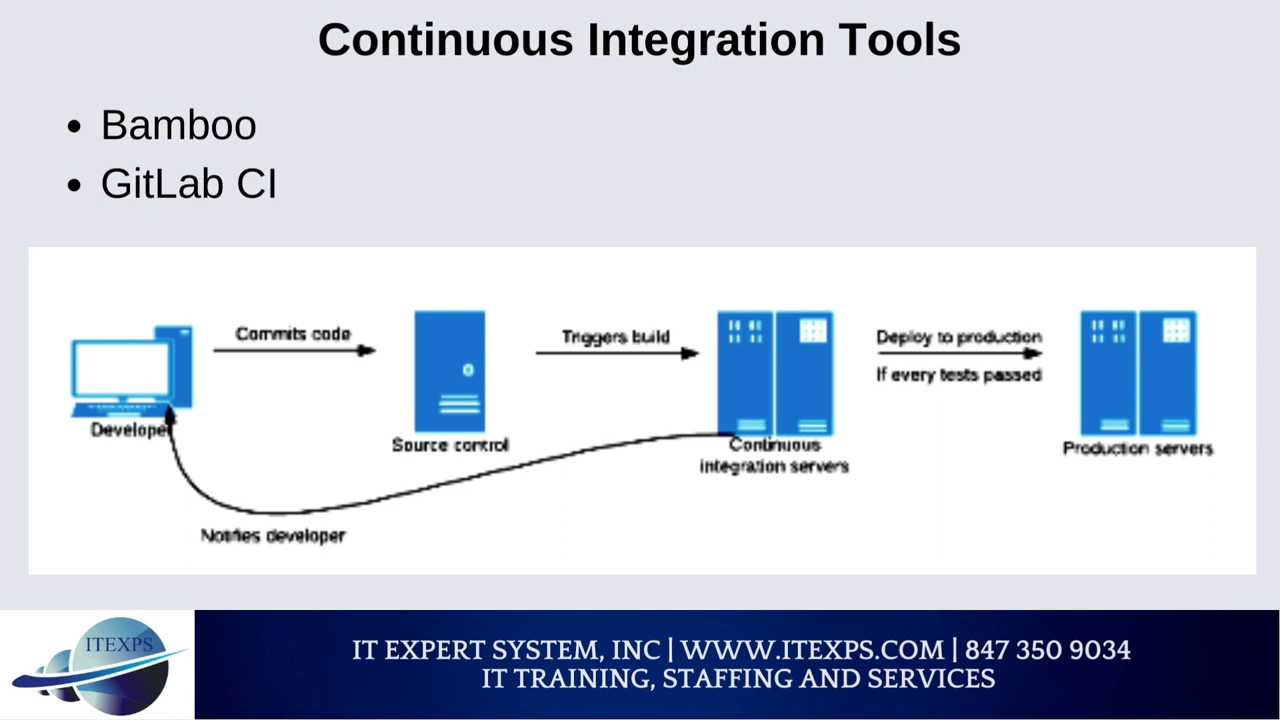 Continuous Integration Tools
• Bamboo
• GitLab CI
Commits code
Triggers build
Deploy to production
If every tests passed
Developer
Source control
Continuous
integration servers
Production servers
Notifies developer
ITEXPS
IT EXPERT SYSTEM, INC | WWW.ITEXPS.COM | 847 350 9034
IT TRAINING, STAFFING AND SERVICES